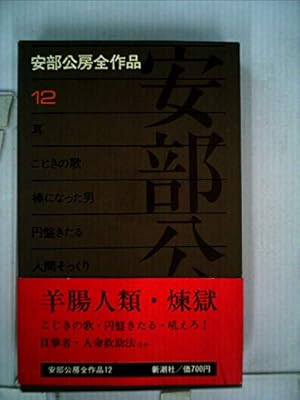 安部公房全作品
12
耳
こじきの歌
棒になった男
円盤きたる
人間そっくり
安部公
羊腸人類・煉獄
こじきの歌・円盤きたる・吼えろ！
目撃者・人命救助法ほか
安部公房全作品12
新潮社／価700円